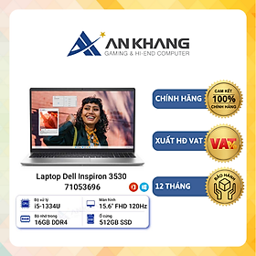 AN KHANG
GAMING & HI-END COMPUTER
CHÍNH HÃNG
CAM KẾT
100%
CHÍNH HÃNG
XUẤT HĐ VAT
VAT
12 THÁNG
BẢO HÀNH
Laptop Dell Inspiron 3530
71053696
Bộ xử lý
i5-1334U
Màn hình
15.6" FHD 120Hz
Bộ nhớ trong
16GB DDR4
Ổ cứng
512GB SSD